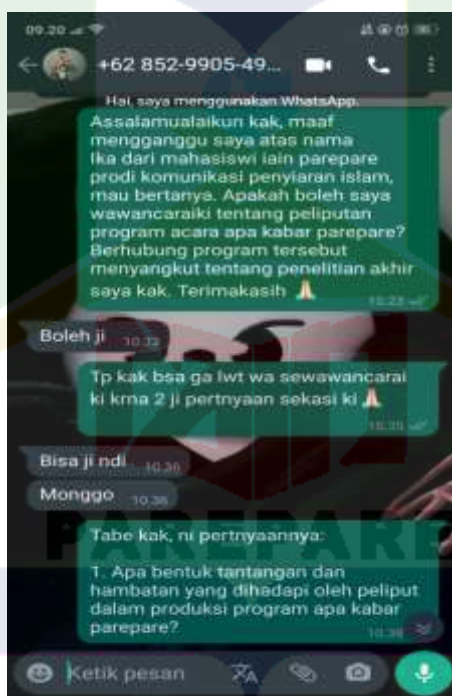 09.20
+62 852-9905-49...
Hai, saya menggunakan WhatsApp.
Assalamualaikun kak, maaf
mengganggu saya atas nama
Ika dari mahasiswi iain parepare
prodi komunikasi penyiaran islam,
mau bertanya. Apakah boleh saya
wawancaraiki tentang peliputan
program acara apa kabar parepare?
Berhubung program tersebut
menyangkut tentang penelitian akhir
saya kak. Terimakasih 🙏
10.23
Boleh ji
10.33
Tp kak bsa ga lwt wa sewawancarai
ki krna 2 ji pertnyaan sekasi ki 🙏
10.35
Bisa ji ndi
10.36
Monggo
10.36
Tabe kak, ni pertnyaannya:
1. Apa bentuk tantangan dan
hambatan yang dihadapi oleh peliput
dalam produksi program apa kabar
parepare?
10.38
PAREPARE
Ketik pesan